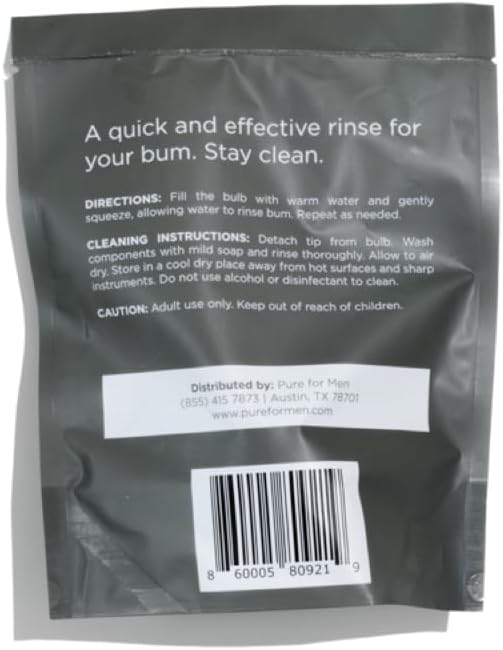 A quick and effective rinse for
your bum. Stay clean.
DIRECTIONS: Fill the bulb with warm water and gently
squeeze, allowing water to rinse bum. Repeat as needed.
CLEANING INSTRUCTIONS: Detach tip from bulb. Wash
components with mild soap and rinse thoroughly. Allow to air
dry. Store in a cool dry place away from hot surfaces and sharp
instruments. Do not use alcohol or disinfectant to clean.
CAUTION: Adult use only. Keep out of reach of children.
Distributed by: Pure for Men
(855) 415 7873 | Austin, TX 78701
www.pureformen.com
8 60005 80921 9